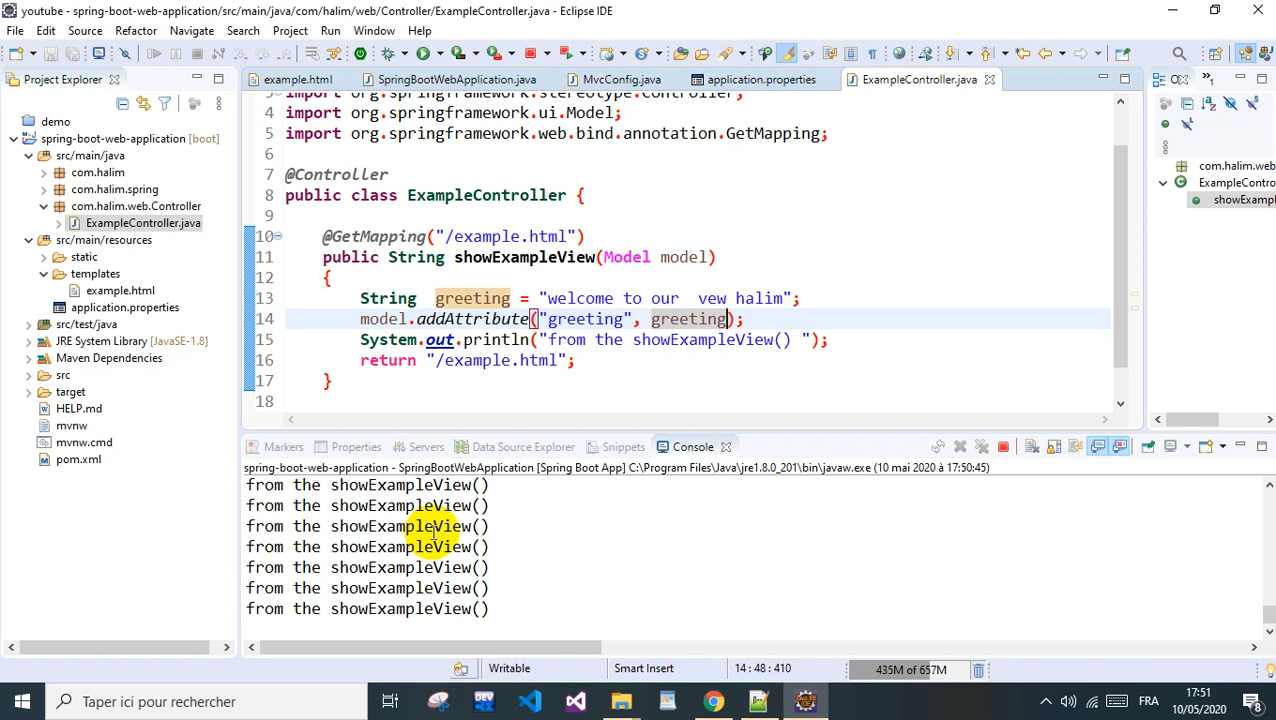 youtube - spring-boot-web-application/src/main/java/com/halim/web/Controller/ExampleController.java - Eclipse IDE
File Edit Source Refactor Navigate Search Project Run Window Help
Project Explorer
example.html
SpringBootWebApplication.java
MvcConfig.java
application.properties
ExampleController.java
demo
spring-boot-web-application [boot]
src/main/java
com.halim
com.halim.spring
com.halim.web.Controller
ExampleController.java
src/main/resources
static
templates
example.html
application.properties
src/test/java
JRE System Library [JavaSE-1.8]
Maven Dependencies
src
target
HELP.md
mvnw
mvnw.cmd
pom.xml
import org.springframework.stereotype.Controller;
4 import org.springframework.ui.Model;
5 import org.springframework.web.bind.annotation.GetMapping;
6
7 @Controller
8 public class ExampleController {
9
10 @GetMapping("/example.html")
11 public String showExampleView(Model model)
12 {
13 String greeting = "welcome to our vew halim";
14 model.addAttribute("greeting", greeting);
15 System.out.println("from the showExampleView() ");
16 return "/example.html";
17 }
18
com.halim.web
ExampleContro
showExampl
Markers Properties Servers Data Source Explorer Snippets Console
spring-boot-web-application - SpringBootWebApplication [Spring Boot App] C:\Program Files\Java\jre1.8.0_201\bin\javaw.exe (10 mai 2020 à 17:50:45)
from the showExampleView()
from the showExampleView()
from the showExampleView()
from the showExampleView()
from the showExampleView()
from the showExampleView()
from the showExampleView()
Writable Smart Insert 14 : 48 : 410 435M of 657M
Taper ici pour rechercher
FRA
17:51
10/05/2020
8